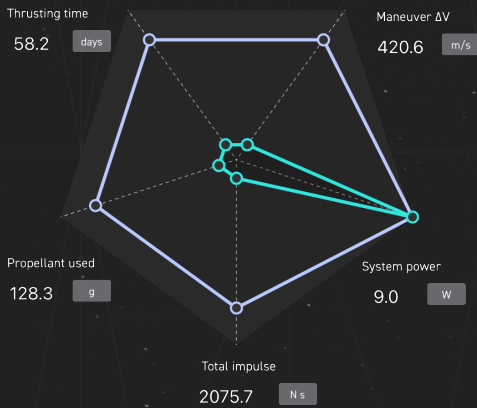 Thrusting time
58.2 days
Maneuver ΔV
420.6 m/s
Propellant used
128.3 g
System power
9.0 W
Total impulse
2075.7 N s